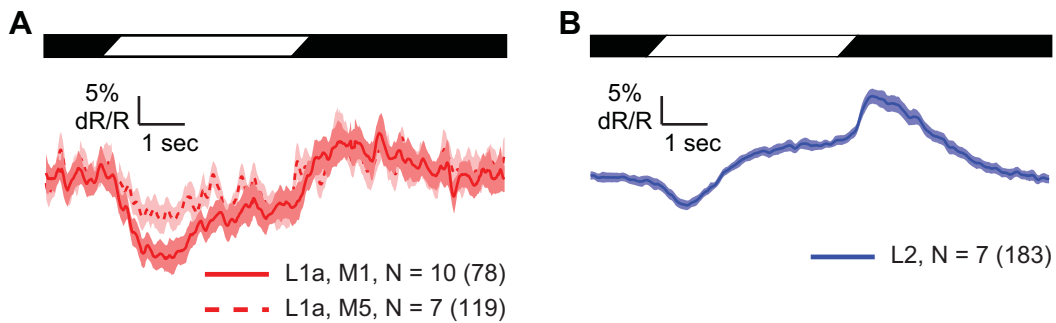 A
5%
dR/R
1 sec
L1a, M1, N = 10 (78)
L1a, M5, N = 7 (119)
B
5%
dR/R
1 sec
L2, N = 7 (183)